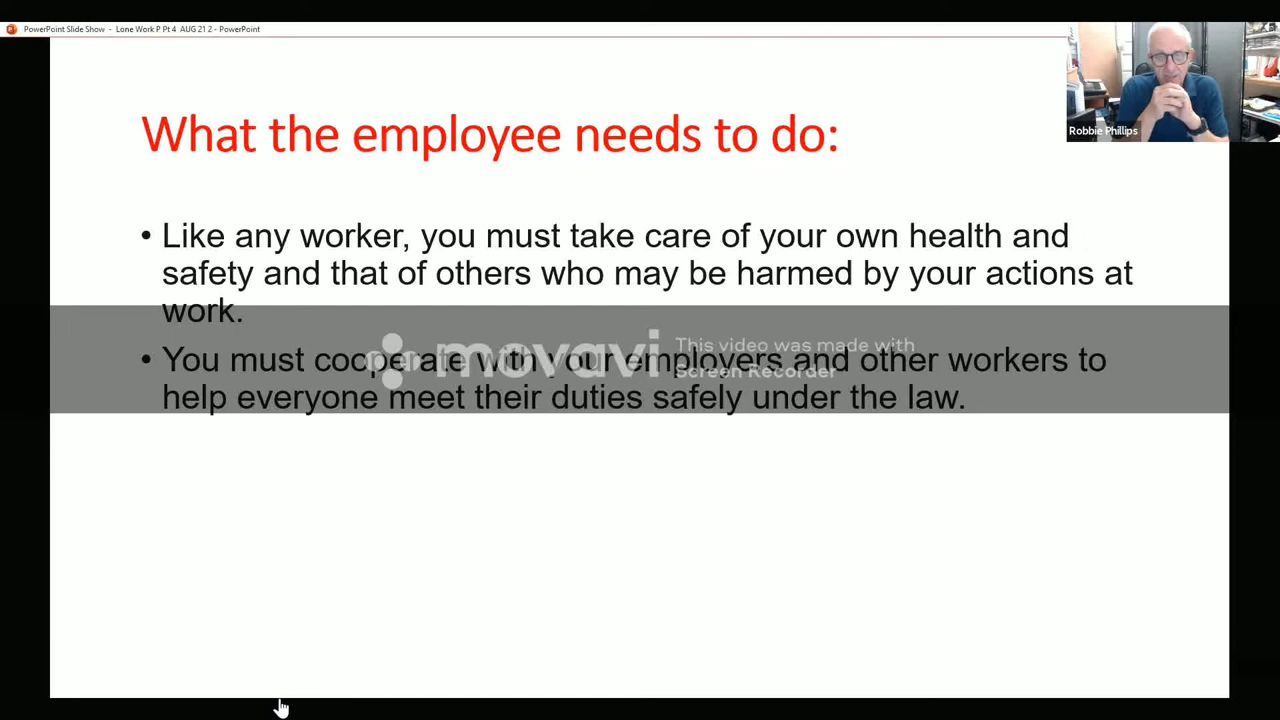 PowerPoint Slide Show - Lone Work P Pt 4 AUG 21 2 - PowerPoint
Robbie Phillips
What the employee needs to do:
• Like any worker, you must take care of your own health and
safety and that of others who may be harmed by your actions at
work.
• You must cooperate with your employers and other workers to
help everyone meet their duties safely under the law.
movavi
This video was made with
Screen Recorder